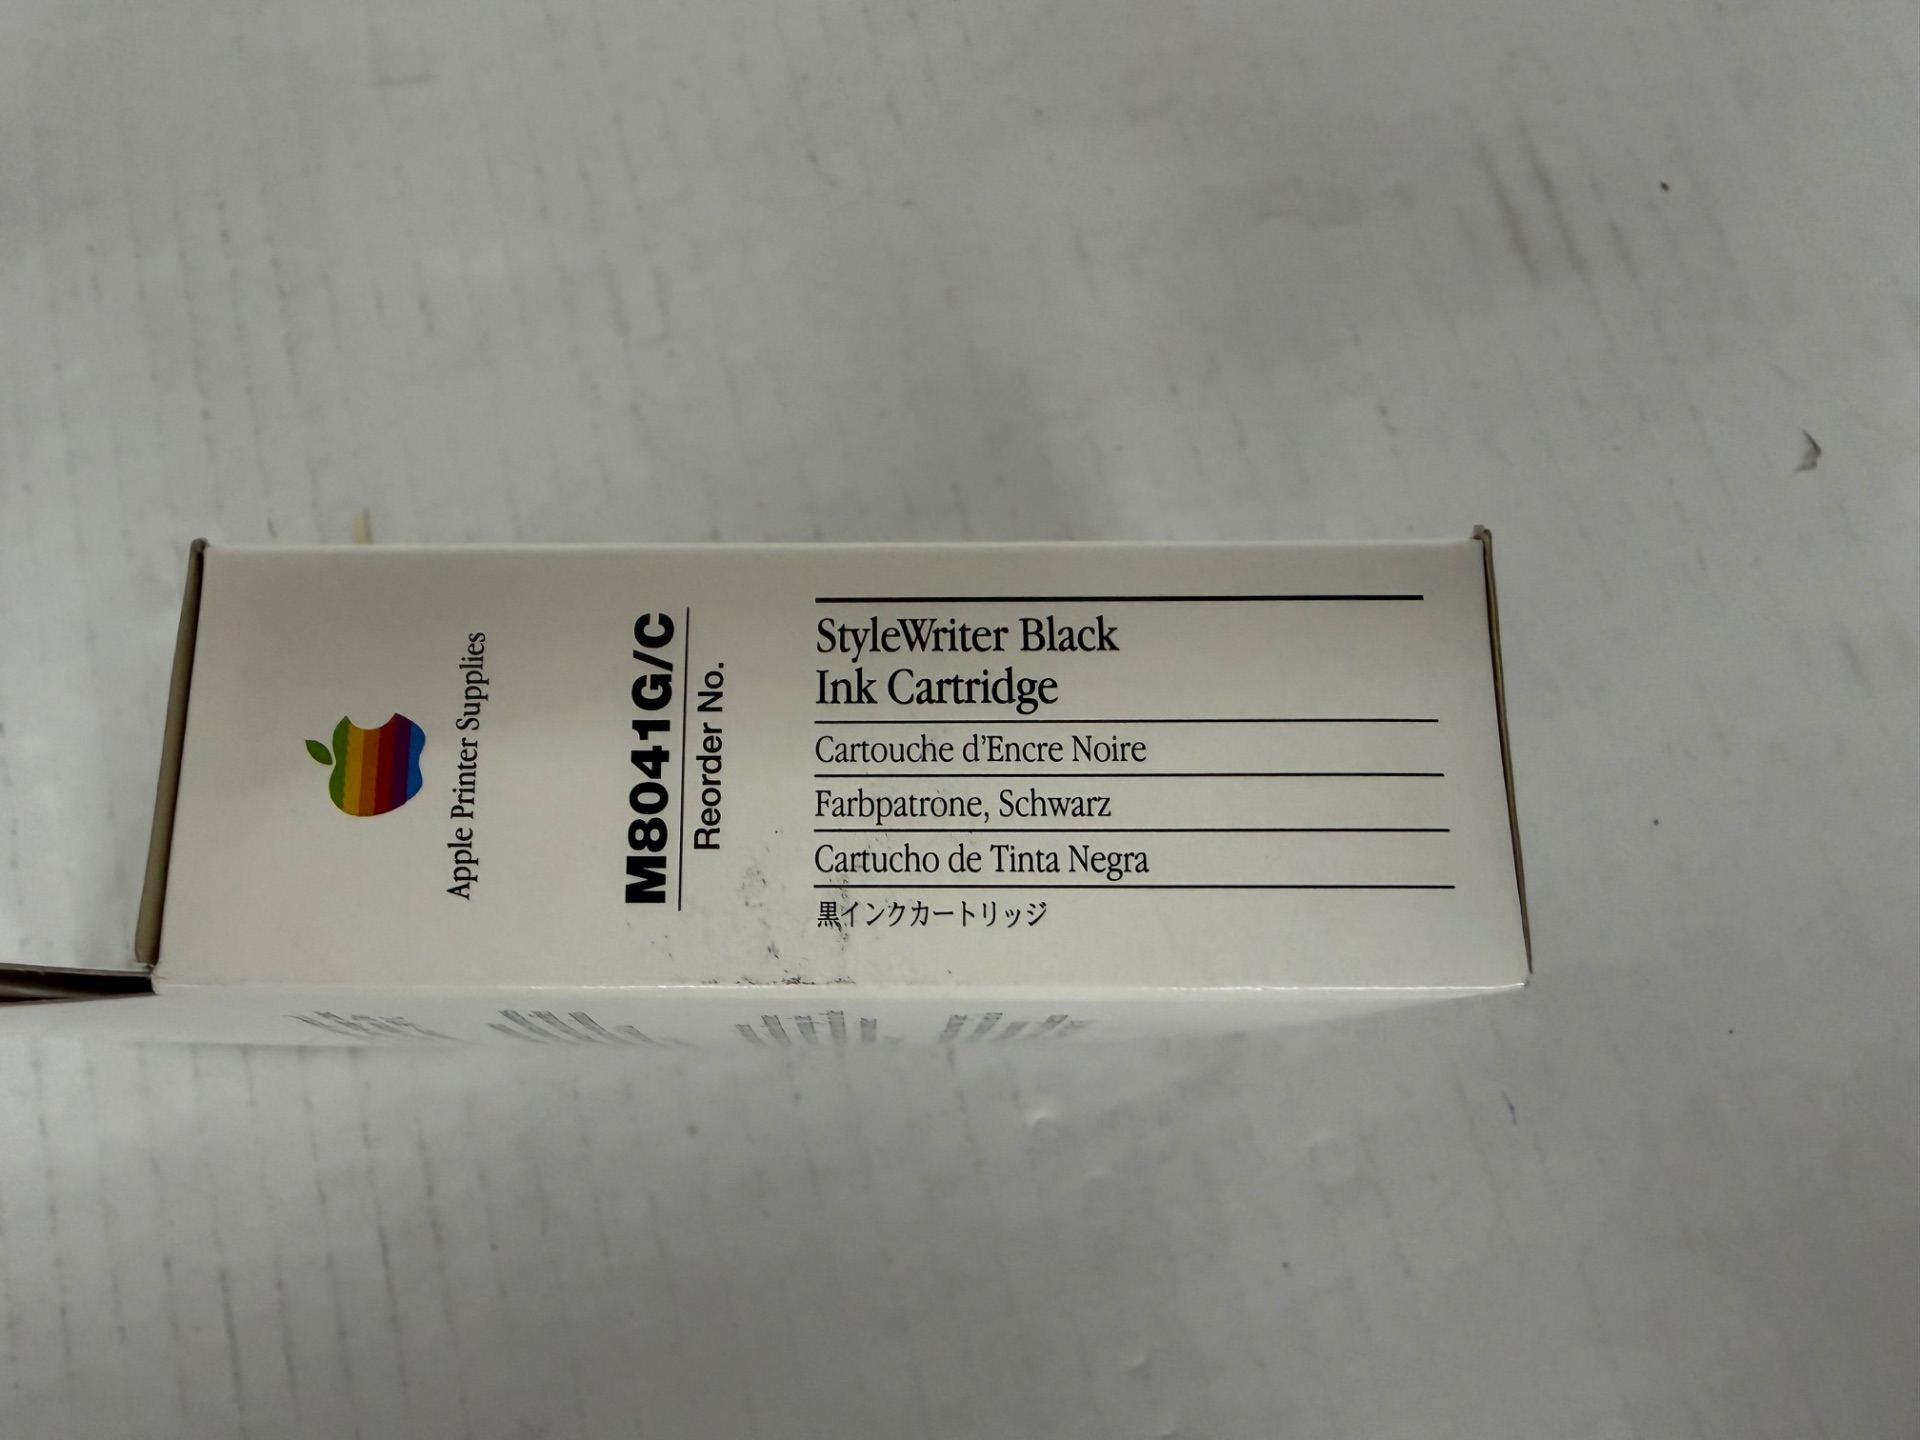 Apple Printer Supplies
M8041G/C
Reorder No.
StyleWriter Black
Ink Cartridge
Cartouche d'Encre Noire
Farbpatrone, Schwarz
Cartucho de Tinta Negra
黒インクカートリッジ